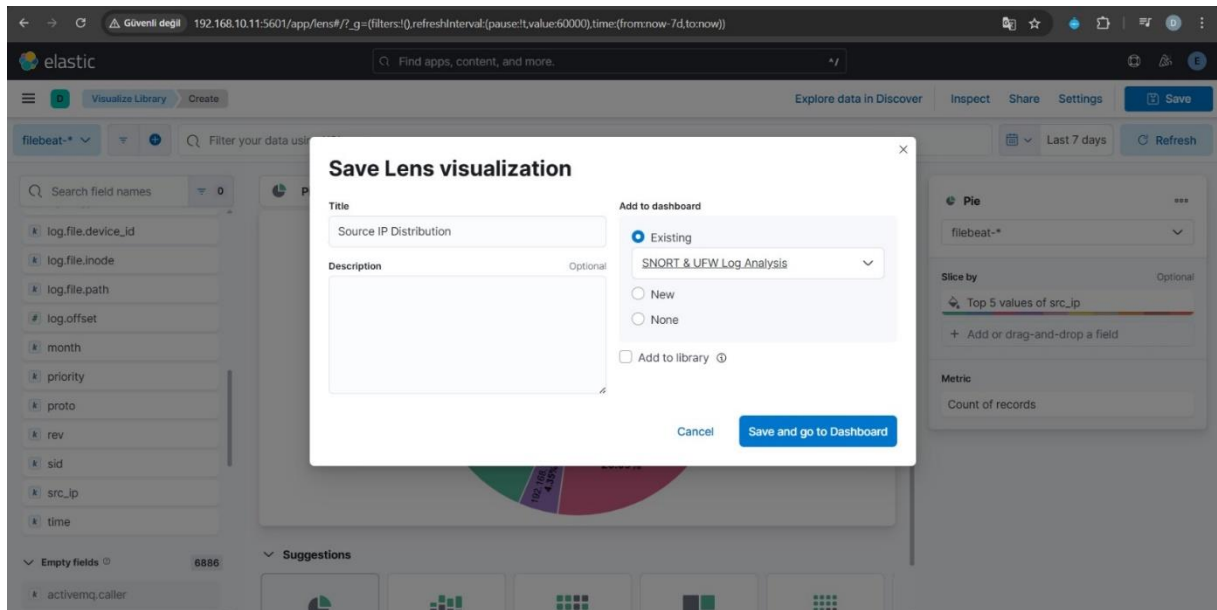 Güvenli değil 192.168.10.11:5601/app/lens#/?_g=(filters:!(),refreshInterval:(pause:!t,value:60000),time:(from:now-7d,to:now))
elastic
Find apps, content, and more.
^/
E
D
Visualize Library
Create
Explore data in Discover
Inspect
Share
Settings
Save
filebeat-*
Filter your data usin
Last 7 days
Refresh
Search field names
0
P
log.file.device_id
log.file.inode
log.file.path
log.offset
month
priority
proto
rev
sid
src_ip
time
Empty fields
6886
activemq.caller
Save Lens visualization
Title
Source IP Distribution
Description
Optional
Add to dashboard
Existing
SNORT & UFW Log Analysis
New
None
Add to library
Cancel
Save and go to Dashboard
192.168.
4.35%
Suggestions
Pie
filebeat-*
Slice by
Optional
Top 5 values of src_ip
+ Add or drag-and-drop a field
Metric
Count of records